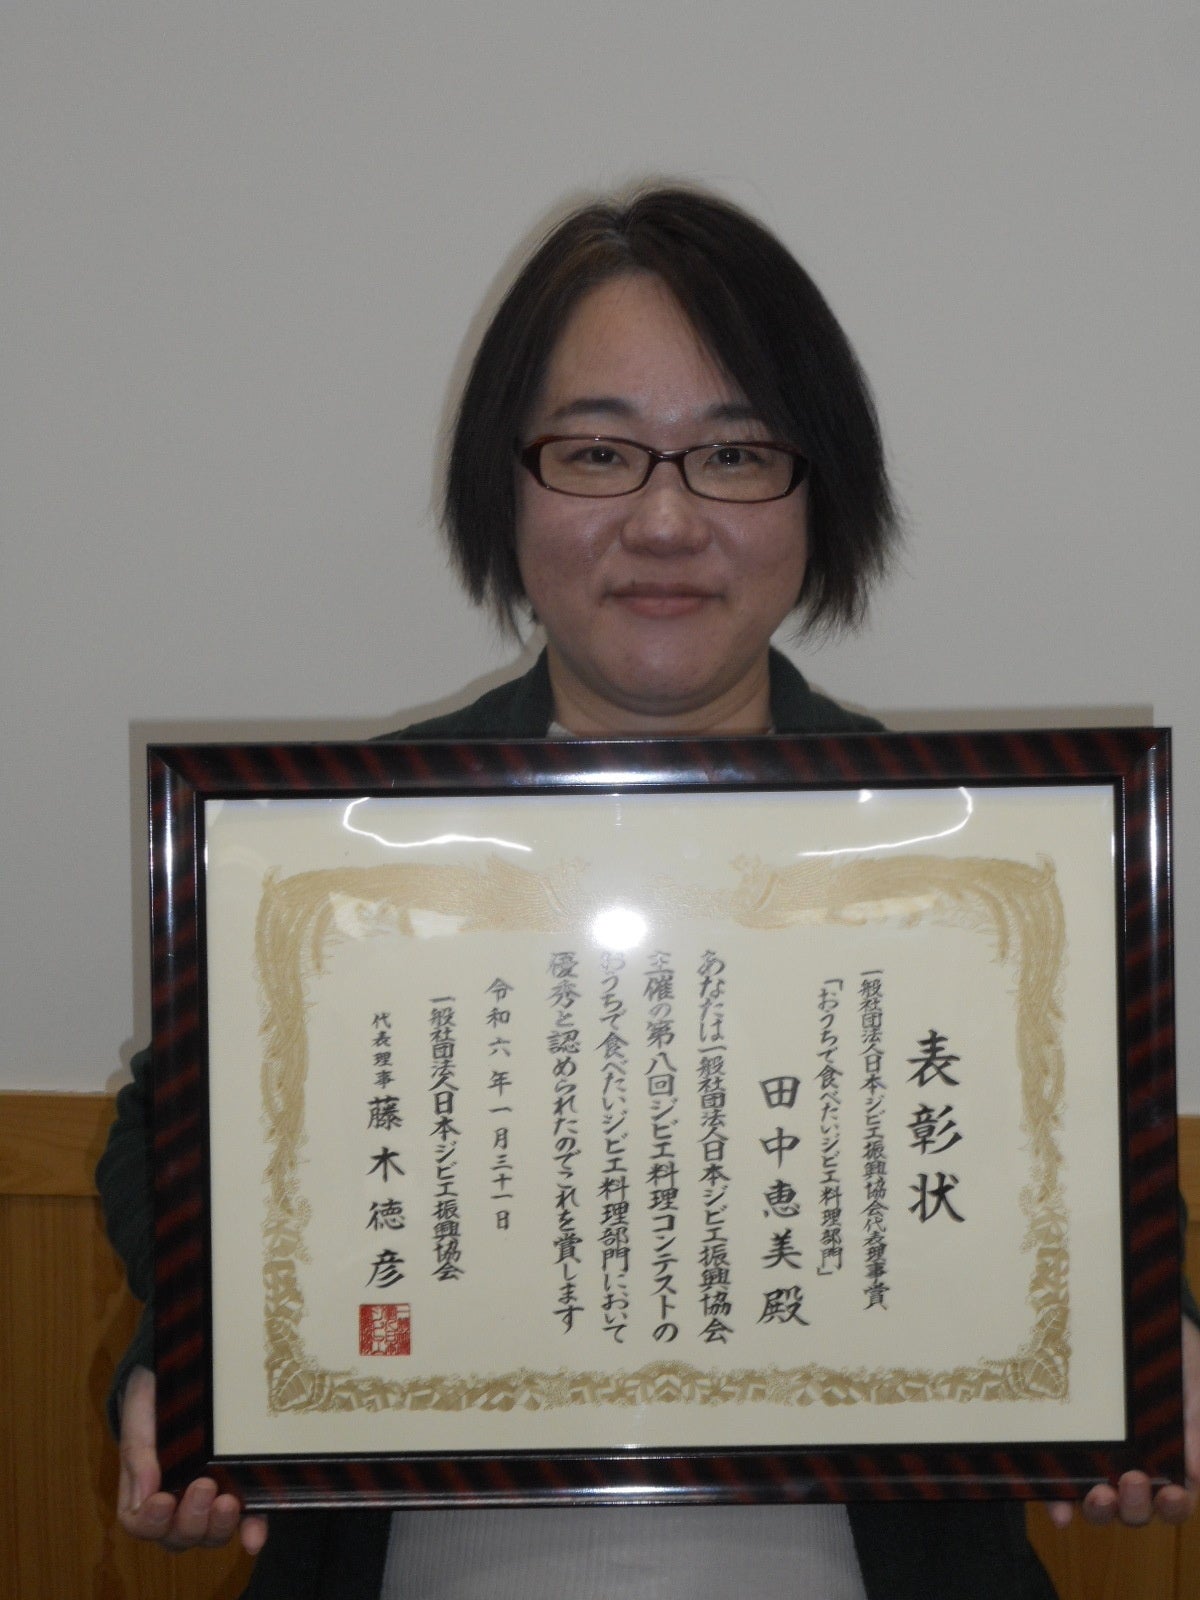 表彰状
一般社団法人日本ジビエ振興協会代表理事賞
「おうちで食べたいジビエ料理部門」
田中恵美殿
あなたは一般社団法人日本ジビエ振興協会
主催の第八回ジビエ料理コンテストの
おうちで食べたいジビエ料理部門において
優秀と認められたのでこれを賞します
令和六年一月三十一日
一般社団法人日本ジビエ振興協会
代表理事 藤木徳彦